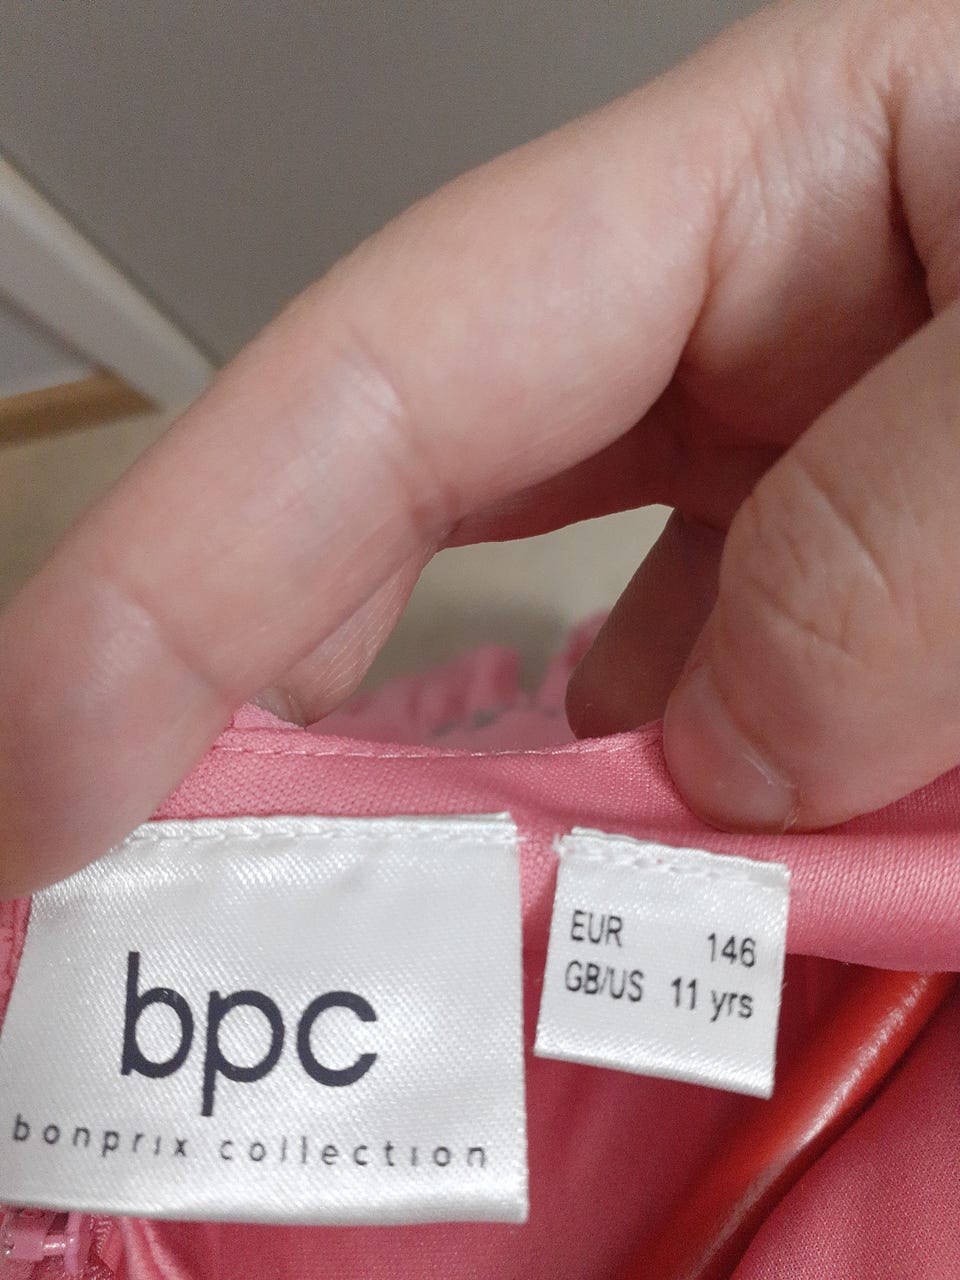 bpc
bonprix collection
EUR 146
GB/US 11 yrs